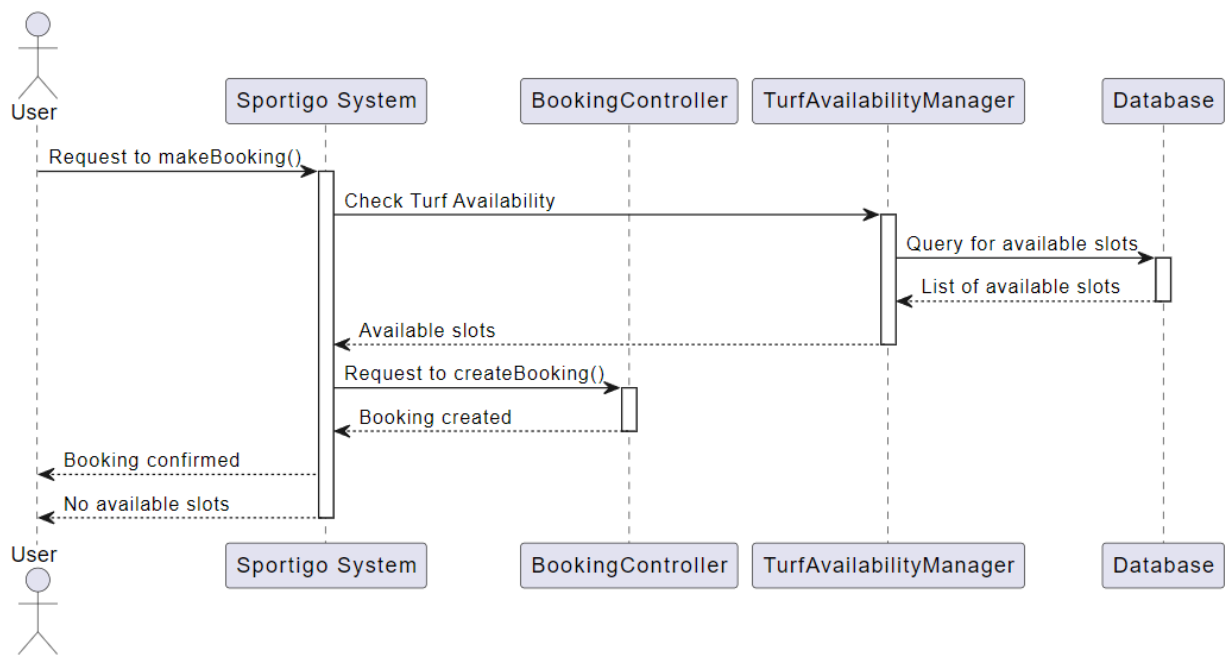 User
Sportigo System
BookingController
TurfAvailabilityManager
Database
Request to makeBooking()
Check Turf Availability
Query for available slots
List of available slots
Available slots
Request to createBooking()
Booking created
Booking confirmed
No available slots
User
Sportigo System
BookingController
TurfAvailabilityManager
Database